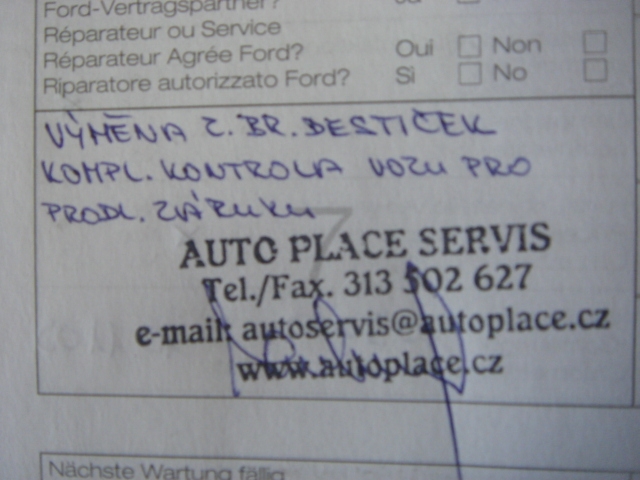 Ford-Vertragspartner?
Réparateur ou Service
Réparateur Agrée Ford? Oui Non
Riparatore autorizzato Ford? Sì No
VÝMĚNA Z. BR. DESTIČEK
KOMPL. KONTROLA VOZU PRO
PRODL. ZÁRUKU
7
AUTO PLACE SERVIS
Tel./Fax. 313 502 627
e-mail: autoservis@autoplace.cz
www.autoplace.cz
Nächste Wartung fällig